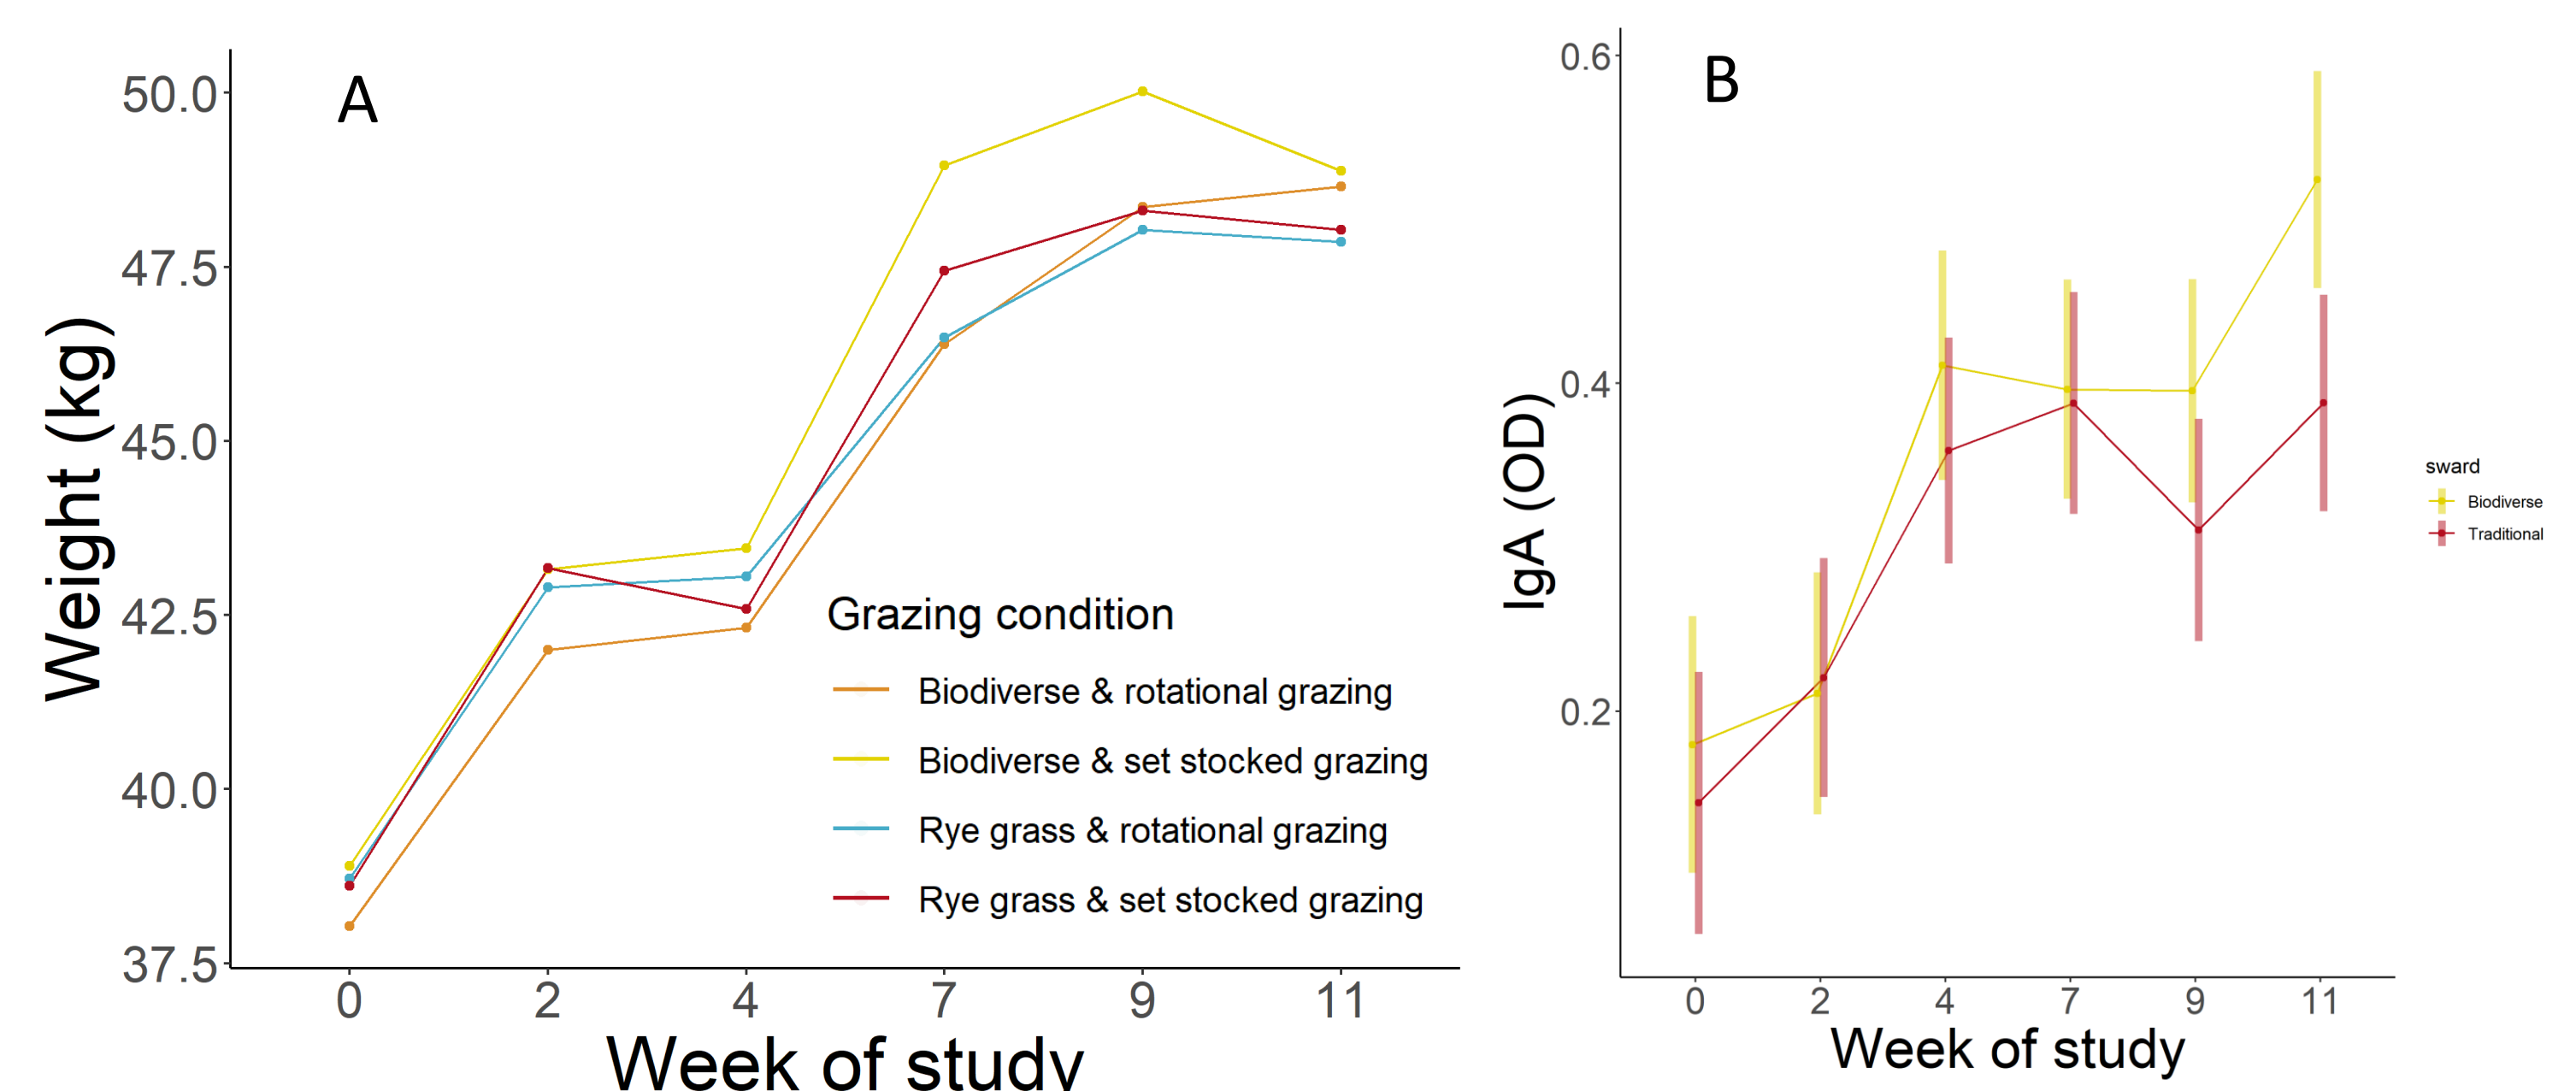 A
50.0
47.5
45.0
42.5
40.0
37.5
Weight (kg)
Grazing condition
Biodiverse & rotational grazing
Biodiverse & set stocked grazing
Rye grass & rotational grazing
Rye grass & set stocked grazing
0 2 4 7 9 11
Week of study
B
0.6
0.4
0.2
IgA (OD)
0 2 4 7 9 11
Week of study
sward
Biodiverse
Traditional